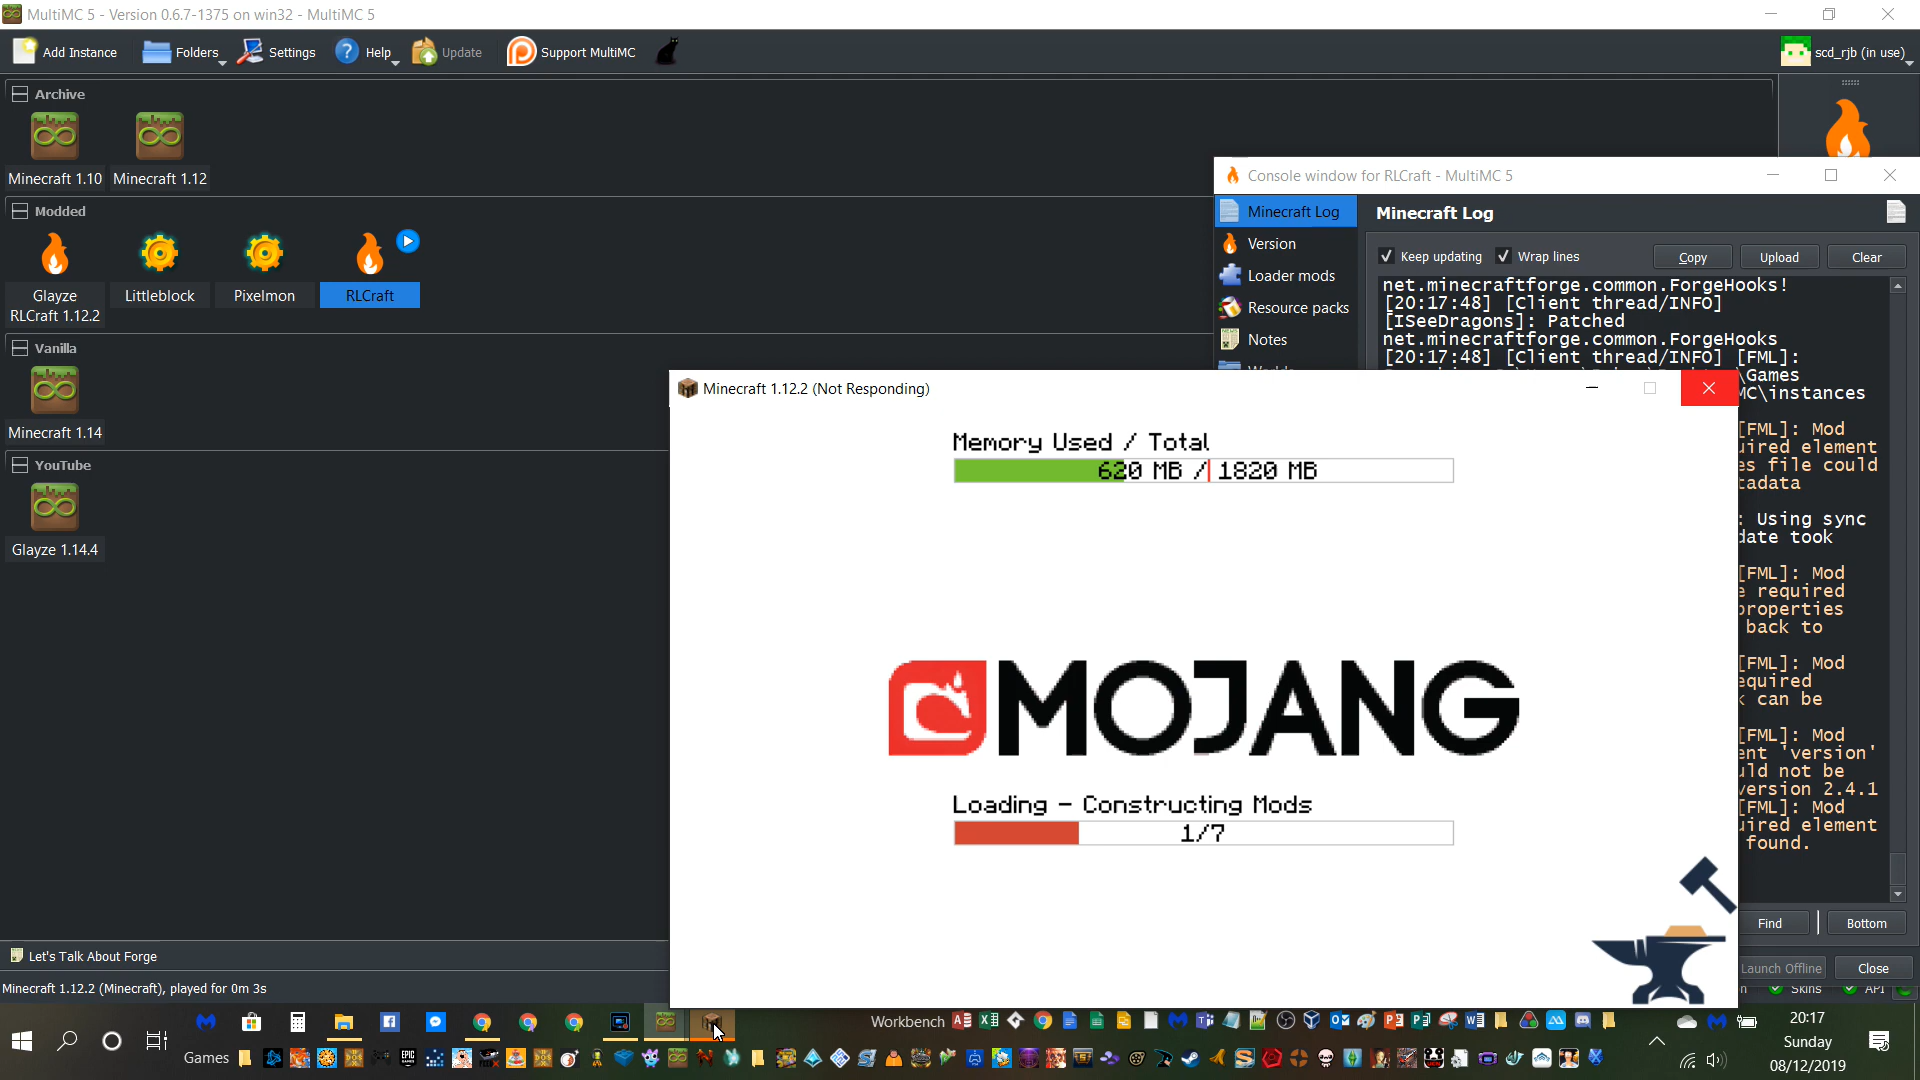 MultiMC 5 - Version 0.6.7-1375 on win32 - MultiMC 5
Add Instance
Folders
Settings
Help
Update
Support MultiMC
scd_rjb (in use)
Archive
Minecraft 1.10
Minecraft 1.12
Modded
Glayze
RLCraft 1.12.2
Littleblock
Pixelmon
RLCraft
Vanilla
Minecraft 1.14
YouTube
Glayze 1.14.4
Console window for RLCraft - MultiMC 5
Minecraft Log
Version
Loader mods
Resource packs
Notes
Minecraft Log
Keep updating
Wrap lines
Copy
Upload
Clear
net.minecraftforge.common.ForgeHooks!
[20:17:48] [Client thread/INFO]
[ISeeDragons]: Patched
net.minecraftforge.common.ForgeHooks
[20:17:48] [Client thread/INFO] [FML]:
\Games
MC\instances
[FML]: Mod
uired element
es file could
tadata
: Using sync
date took
[FML]: Mod
e required
properties
back to
[FML]: Mod
equired
k can be
[FML]: Mod
ent 'version'
uld not be
version 2.4.1
[FML]: Mod
uired element
found.
Find
Bottom
Launch Offline
Close
Minecraft 1.12.2 (Not Responding)
Memory Used / Total
620 MB / 1820 MB
MOJANG
Loading - Constructing Mods
1/7
Let's Talk About Forge
Minecraft 1.12.2 (Minecraft), played for 0m 3s
Skins
API
Workbench
Games
20:17
Sunday
08/12/2019